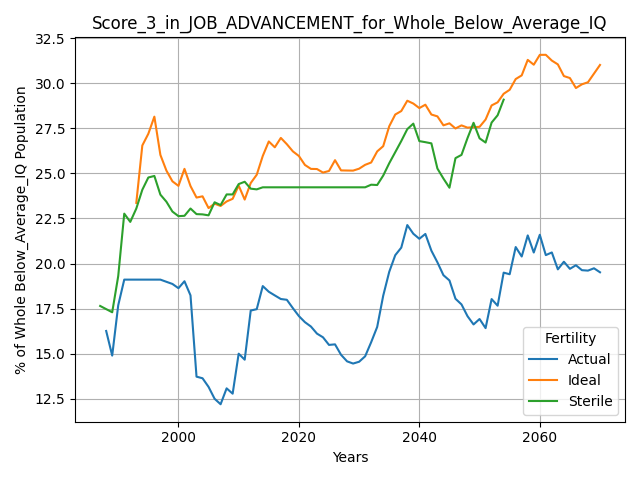 Score_3_in_JOB_ADVANCEMENT_for_Whole_Below_Average_IQ
% of Whole Below_Average_IQ Population
32.5
30.0
27.5
25.0
22.5
20.0
17.5
15.0
12.5
Fertility
Actual
Ideal
Sterile
2000
2020
2040
2060
Years